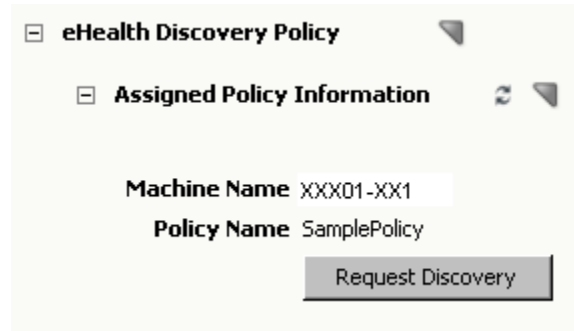 eHealth Discovery Policy
Assigned Policy Information
Machine Name XXX01-XX1
Policy Name SamplePolicy
Request Discovery